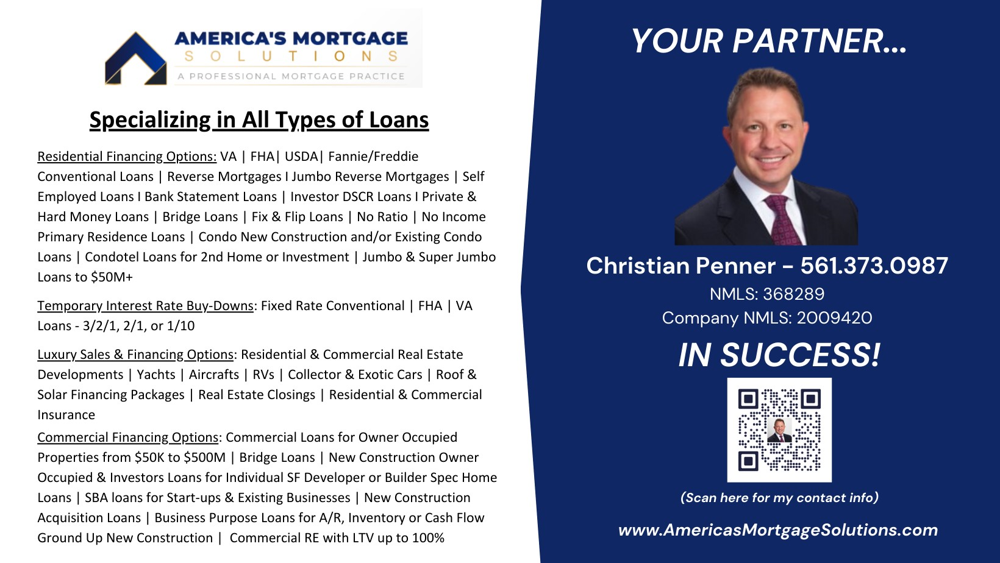 AMERICA'S MORTGAGE
SOLUTIONS
A PROFESSIONAL MORTGAGE PRACTICE
Specializing in All Types of Loans
Residential Financing Options: VA | FHA| USDA| Fannie/Freddie
Conventional Loans | Reverse Mortgages I Jumbo Reverse Mortgages | Self
Employed Loans I Bank Statement Loans | Investor DSCR Loans I Private &
Hard Money Loans | Bridge Loans | Fix & Flip Loans | No Ratio | No Income
Primary Residence Loans | Condo New Construction and/or Existing Condo
Loans | Condotel Loans for 2nd Home or Investment | Jumbo & Super Jumbo
Loans to $50M+
Temporary Interest Rate Buy-Downs: Fixed Rate Conventional | FHA | VA
Loans - 3/2/1, 2/1, or 1/10
Luxury Sales & Financing Options: Residential & Commercial Real Estate
Developments | Yachts | Aircrafts | RVs | Collector & Exotic Cars | Roof &
Solar Financing Packages | Real Estate Closings | Residential & Commercial
Insurance
Commercial Financing Options: Commercial Loans for Owner Occupied
Properties from $50K to $500M | Bridge Loans | New Construction Owner
Occupied & Investors Loans for Individual SF Developer or Builder Spec Home
Loans | SBA loans for Start-ups & Existing Businesses | New Construction
Acquisition Loans | Business Purpose Loans for A/R, Inventory or Cash Flow
Ground Up New Construction | Commercial RE with LTV up to 100%
YOUR PARTNER...
Christian Penner - 561.373.0987
NMLS: 368289
Company NMLS: 2009420
IN SUCCESS!
(Scan here for my contact info)
www.AmericasMortgageSolutions.com